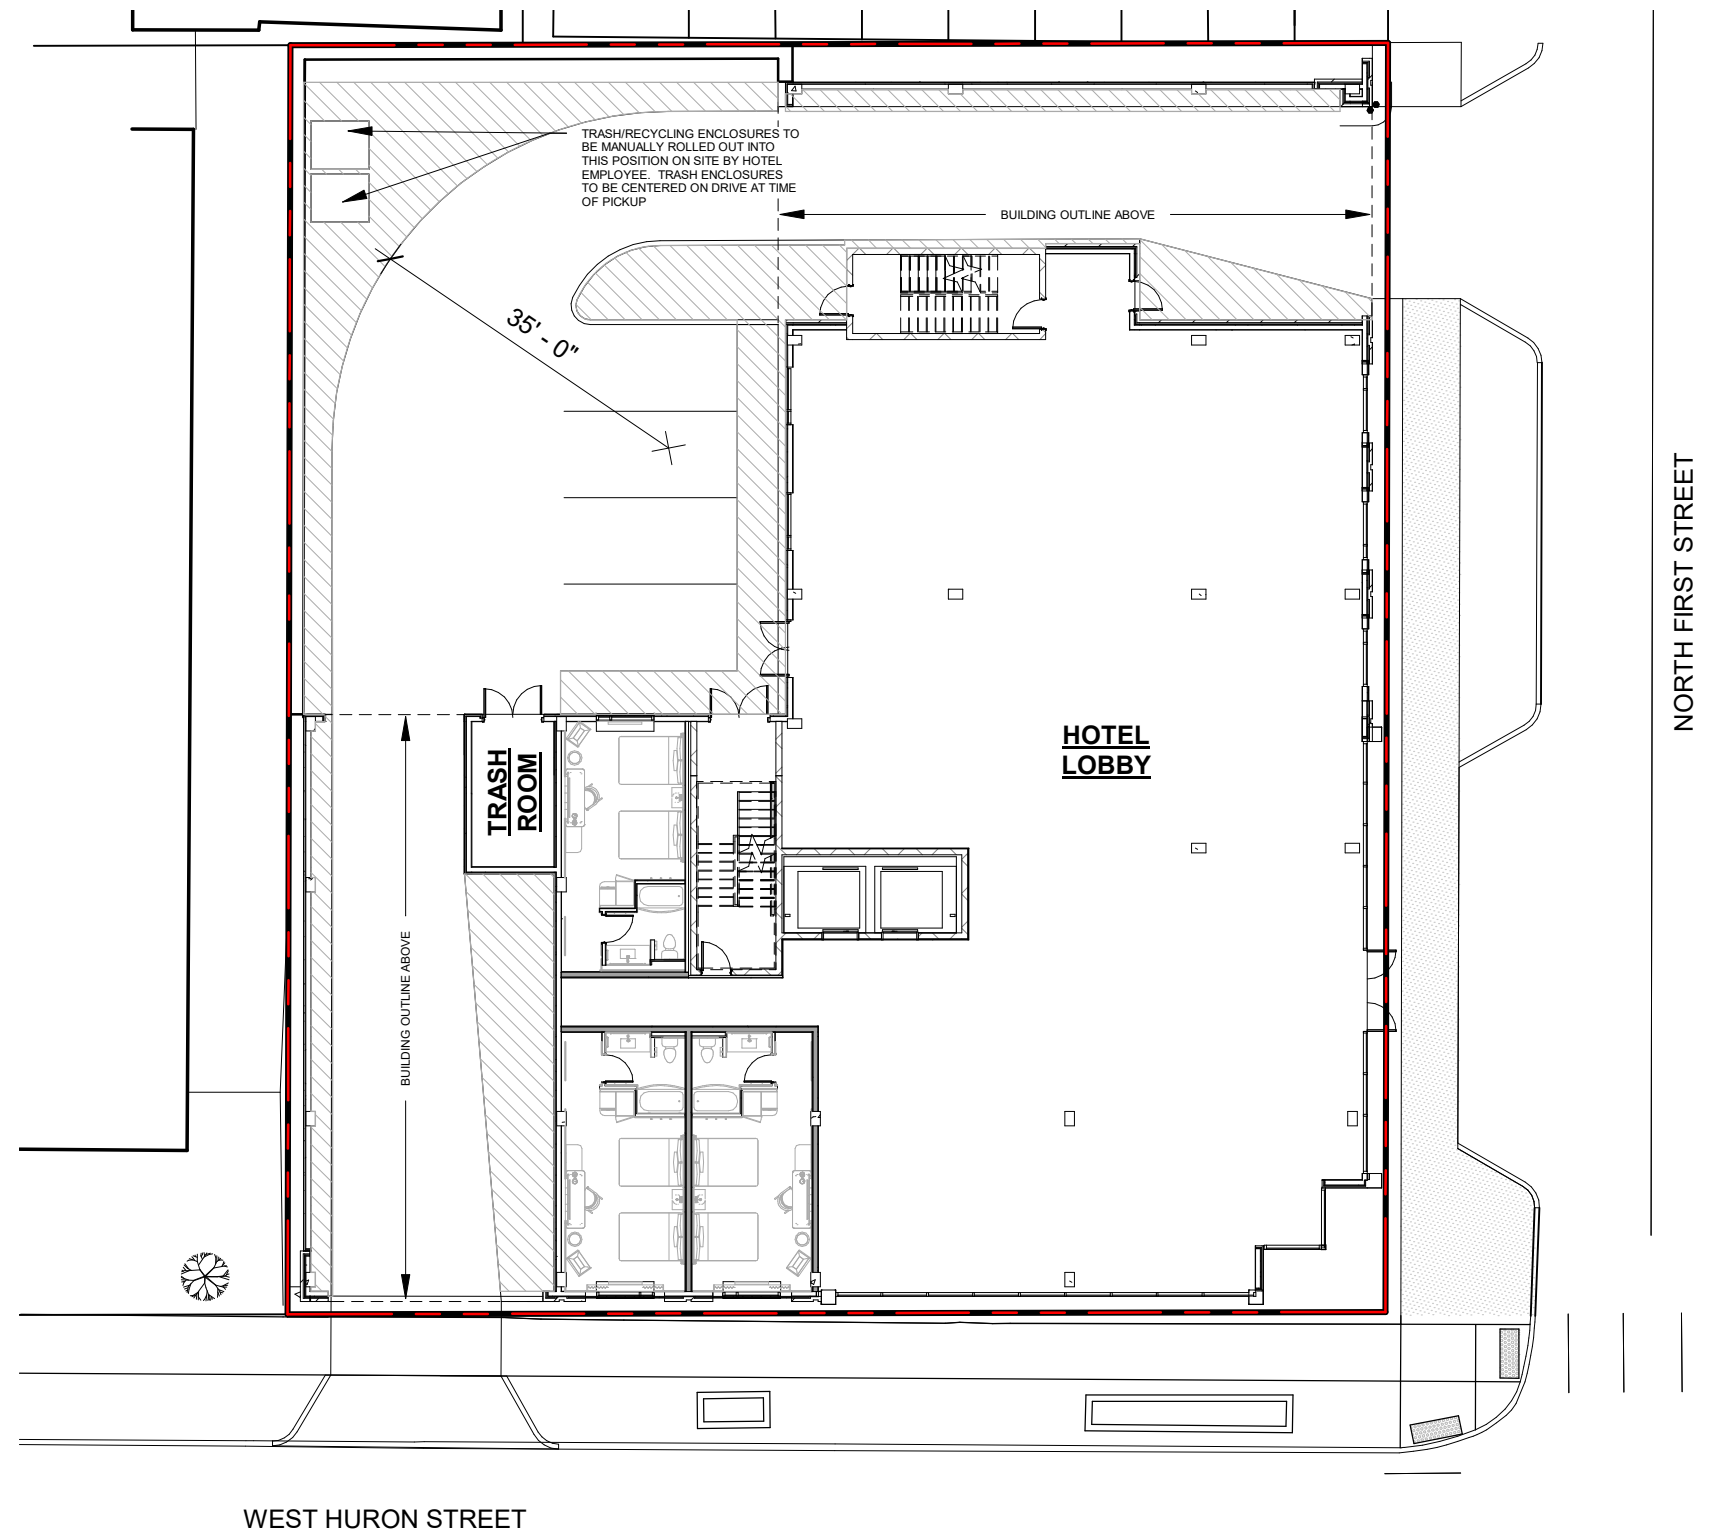 TRASH/RECYCLING ENCLOSURES TO
BE MANUALLY ROLLED OUT INTO
THIS POSITION ON SITE BY HOTEL
EMPLOYEE.  TRASH ENCLOSURES
TO BE CENTERED ON DRIVE AT TIME
OF PICKUP
BUILDING OUTLINE ABOVE
35' - 0"
NORTH FIRST STREET
HOTEL
LOBBY
TRASH
ROOM
BUILDING OUTLINE ABOVE
WEST HURON STREET